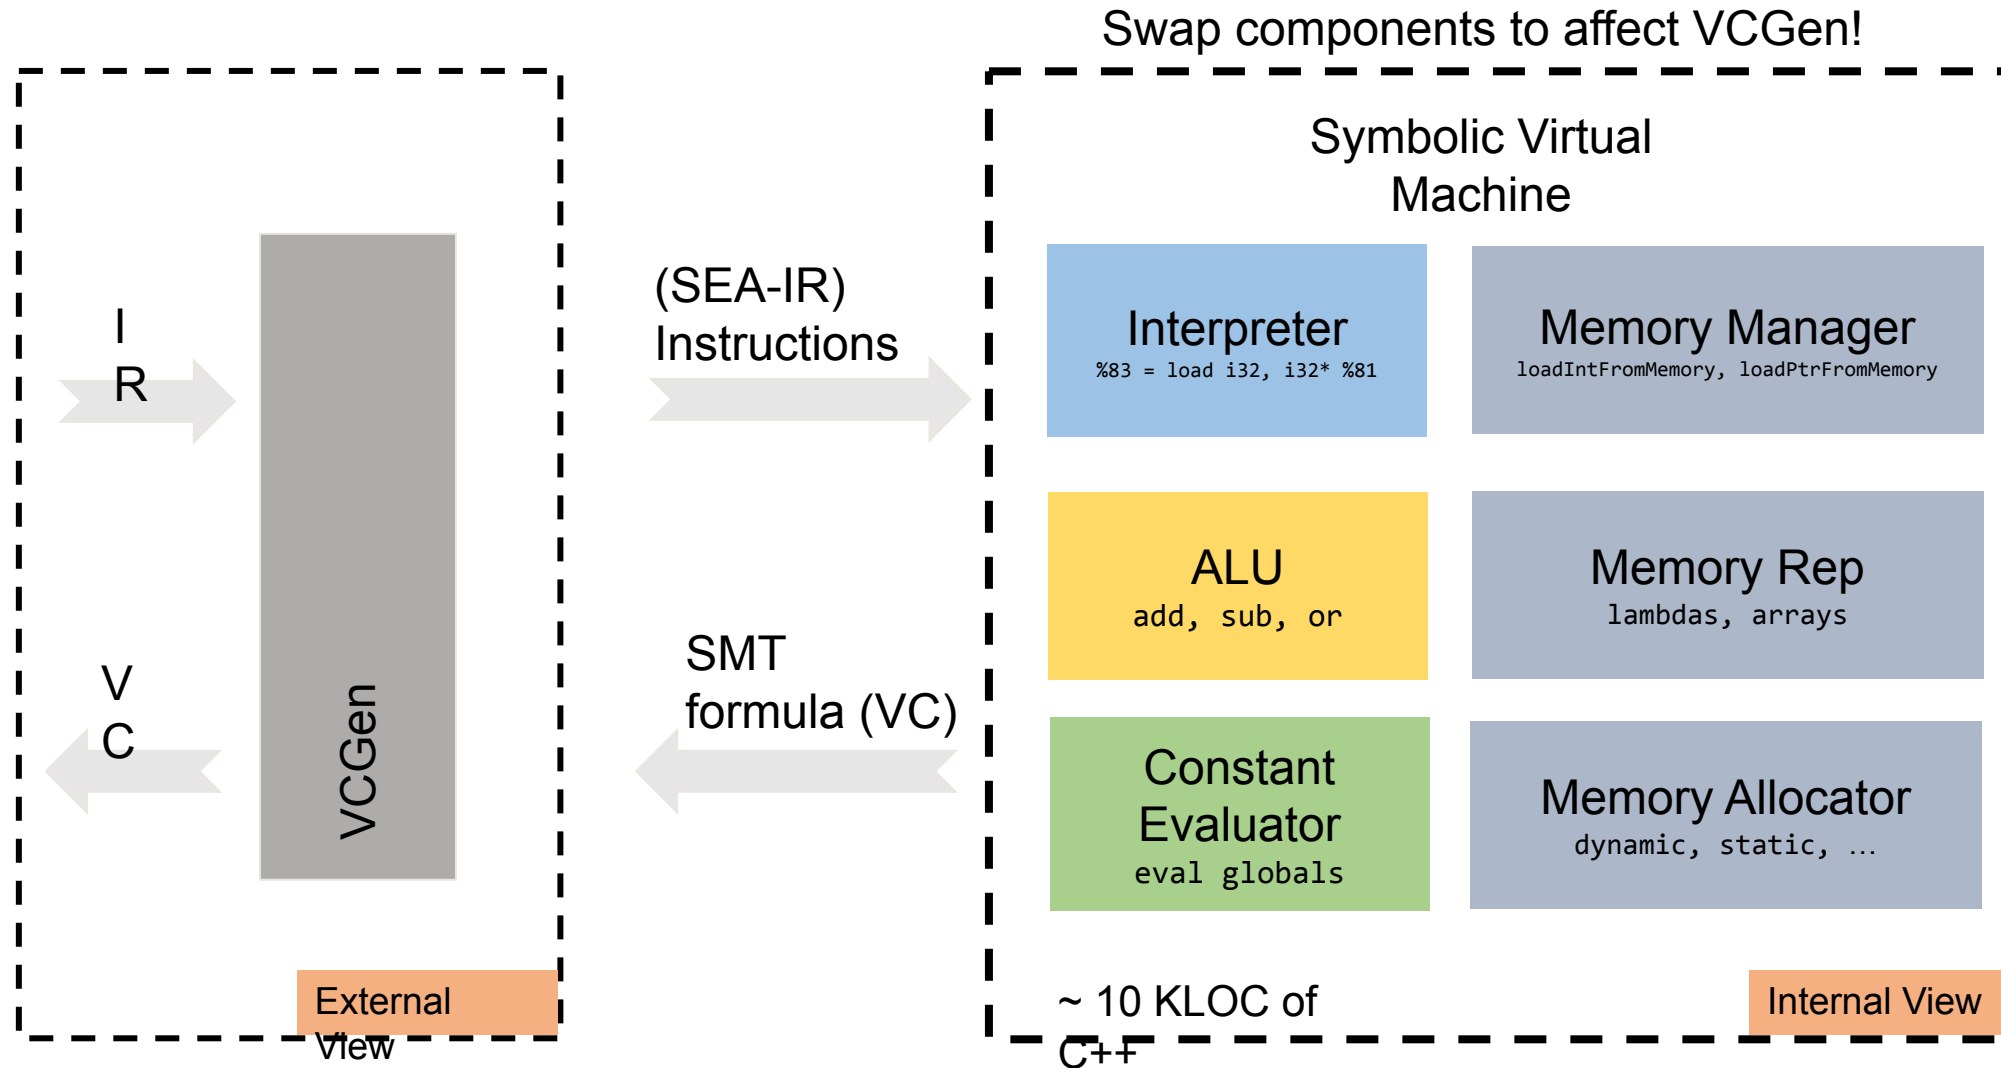 Swap components to affect VCGen!
I
R
VCGen
V
C
External
View
(SEA-IR)
Instructions
SMT
formula (VC)
Symbolic Virtual
Machine
Interpreter
%83 = load i32, i32* %81
Memory Manager
loadIntFromMemory, loadPtrFromMemory
ALU
add, sub, or
Memory Rep
lambdas, arrays
Constant
Evaluator
eval globals
Memory Allocator
dynamic, static, …
~ 10 KLOC of
C++
Internal View